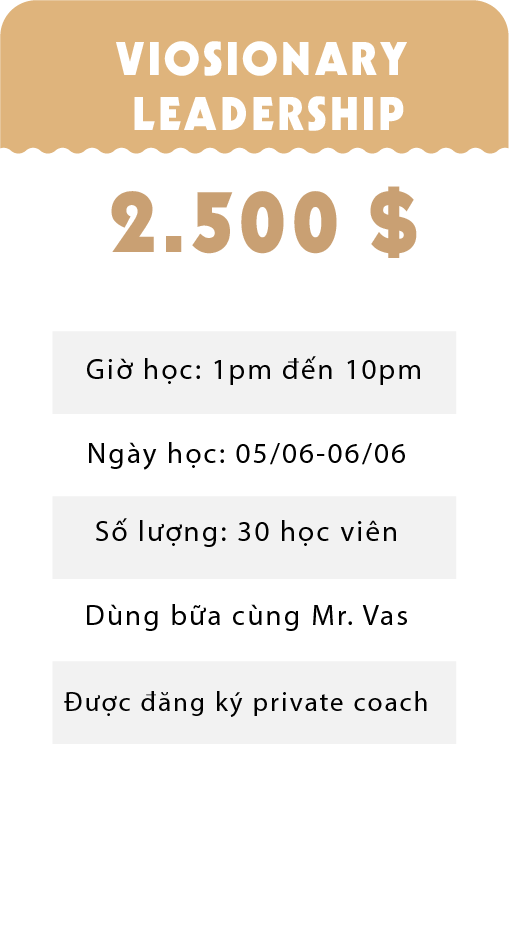 VIOSIONARY
LEADERSHIP
2.500 $
Giờ học: 1pm đến 10pm
Ngày học: 05/06-06/06
Số lượng: 30 học viên
Dùng bữa cùng Mr. Vas
Được đăng ký private coach